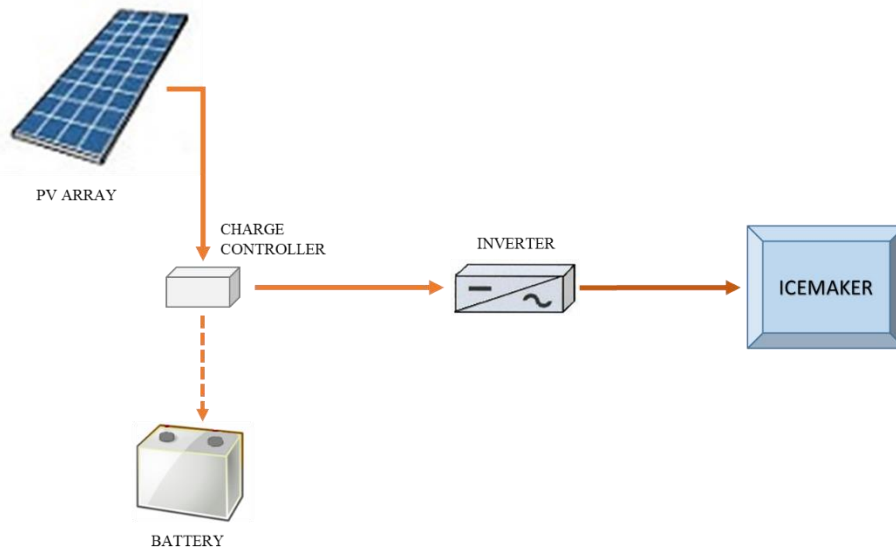 PV ARRAY
CHARGE
CONTROLLER
INVERTER
ICEMAKER
BATTERY